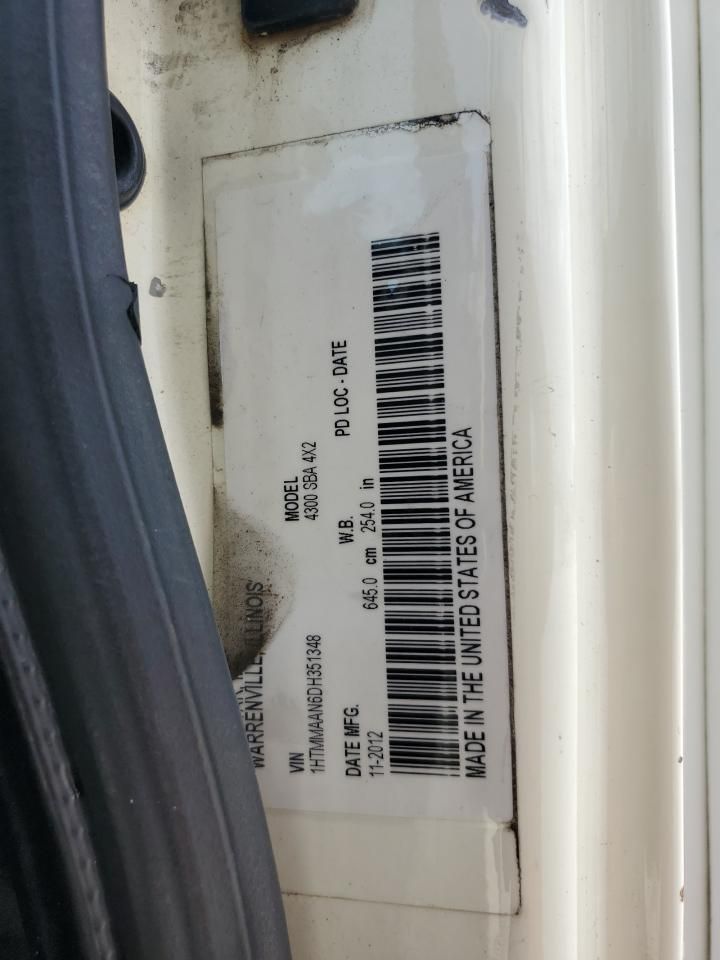 WARRENVILLE, ILLINOIS
VIN
1HTMMAAN6DH351348
MODEL
4300 SBA 4X2
DATE MFG.
11-2012
W.B.
645.0 cm 254.0 in
PD LOC - DATE
MADE IN THE UNITED STATES OF AMERICA